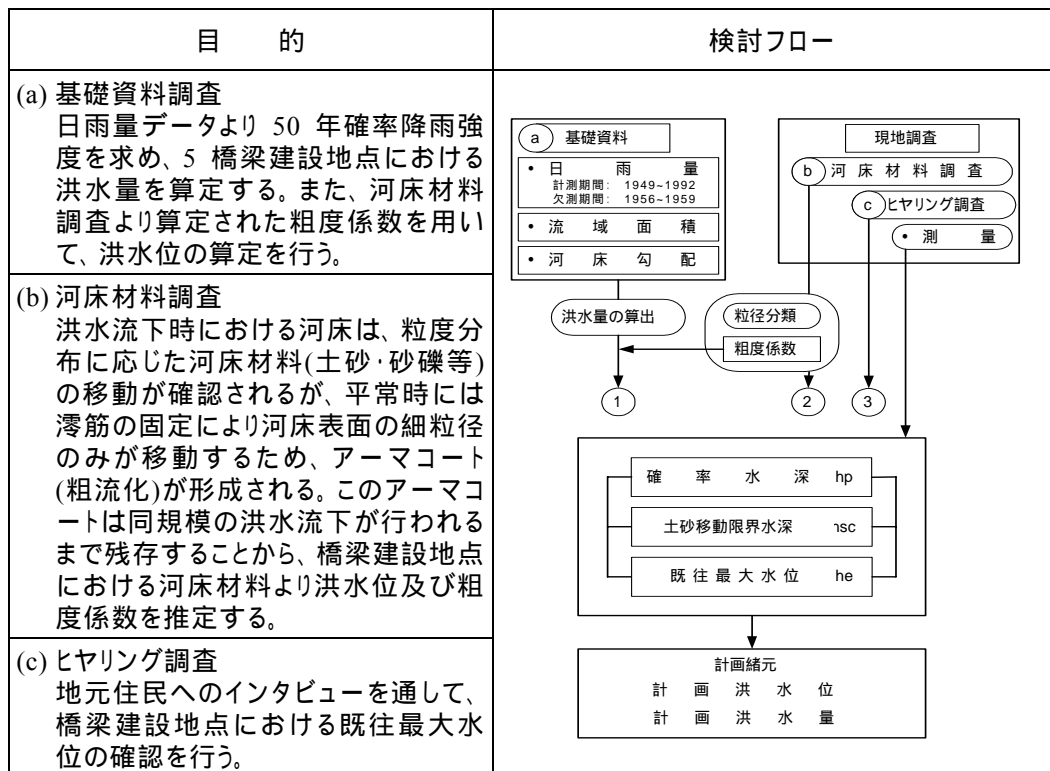 目　　的
検討フロー
(a) 基礎資料調査
日雨量データより 50 年確率降雨強
度を求め、5 橋梁建設地点における
洪水量を算定する。また、河床材料
調査より算定された粗度係数を用い
て、洪水位の算定を行う。
(b) 河床材料調査
洪水流下時における河床は、粒度分
布に応じた河床材料(土砂・砂礫等)
の移動が確認されるが、平常時には
澪筋の固定により河床表面の細粒径
のみが移動するため、アーマコート
(粗流化)が形成される。このアーマコ
ートは同規模の洪水流下が行われる
まで残存することから、橋梁建設地点
における河床材料より洪水位及び粗
度係数を推定する。
(c) ヒヤリング調査
地元住民へのインタビューを通して、
橋梁建設地点における既往最大水
位の確認を行う。
a 基礎資料
• 日　雨　量
計測期間: 1949~1992
欠測期間: 1956~1959
• 流 域 面 積
• 河 床 勾 配
洪水量の算出
現地調査
b 河 床 材 料 調 査
c ヒヤリング調査
• 測　量
粒径分類
粗度係数
1
2
3
確 率 水 深 hp
土砂移動限界水深 sc
既 往 最 大 水 位 he
計画緒元
計 画 洪 水 位
計 画 洪 水 量